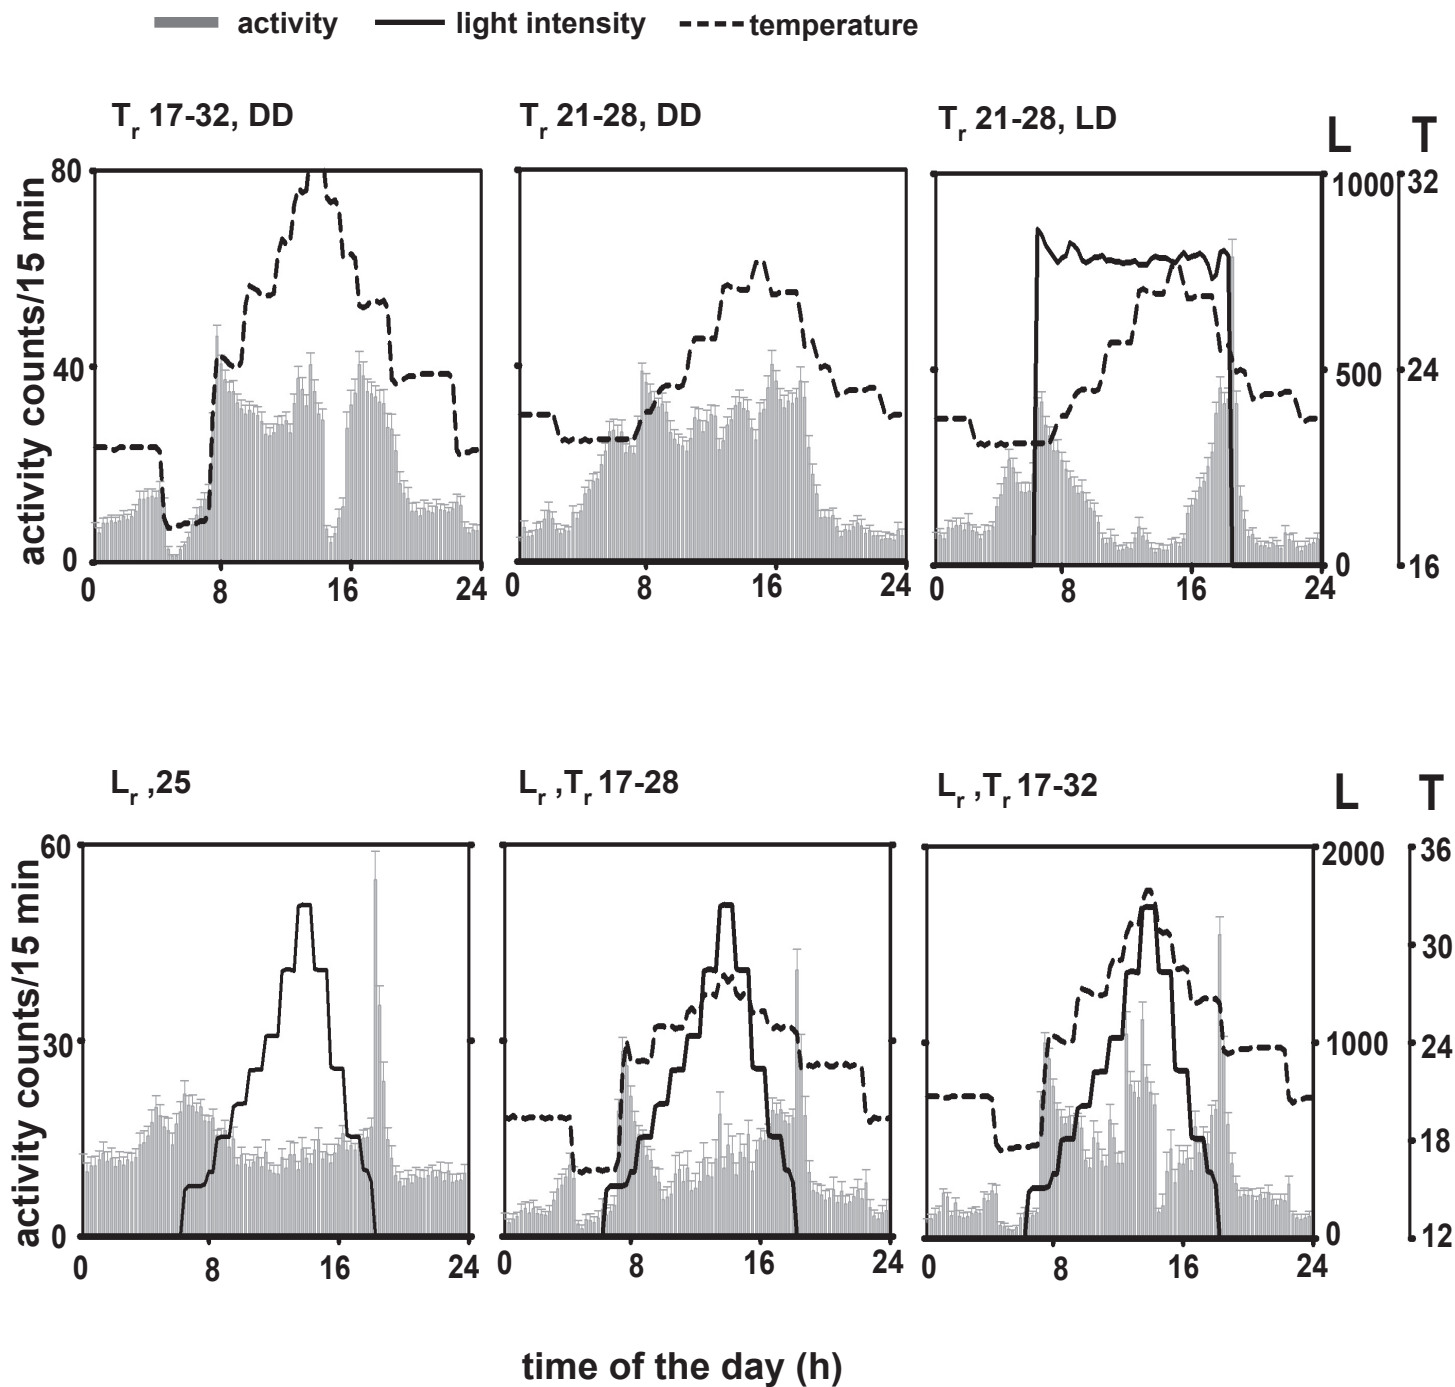 activity light intensity temperature
Tr 17-32, DD Tr 21-28, DD Tr 21-28, LD L T
80 1000 32
40 500 24
0 0 16
0 8 16 24 0 8 16 24 0 8 16 24
activity counts/15 min
Lr ,25 Lr ,Tr 17-28 Lr ,Tr 17-32 L T
60 2000 36
30
30 1000 24
18
0 0 12
0 8 16 24 0 8 16 24 0 8 16 24
activity counts/15 min
time of the day (h)